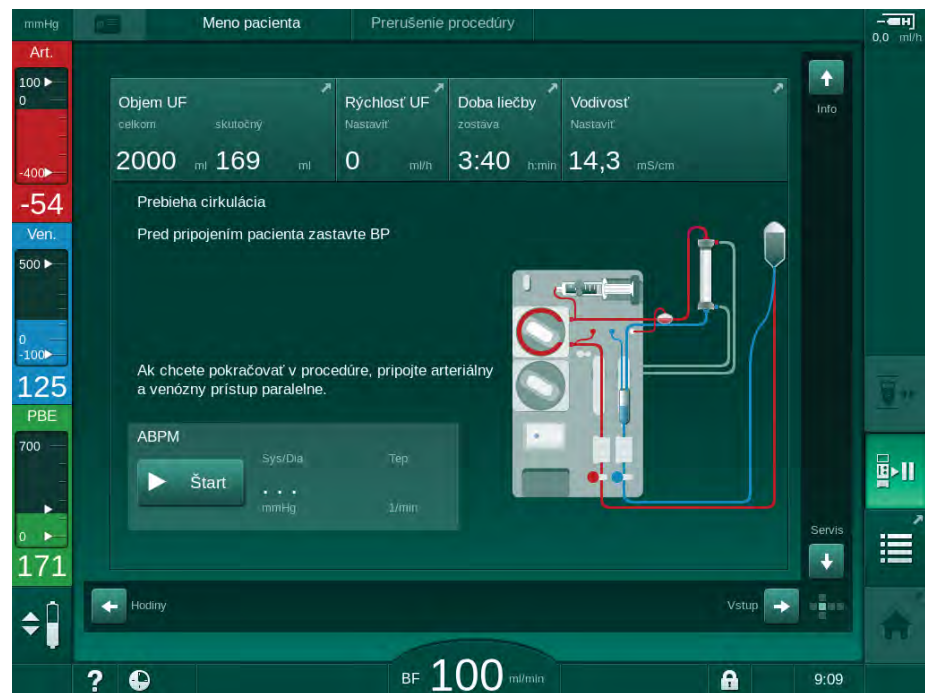 mmHg
Meno pacienta
Prerušenie procedúry
0,0 ml/h
Art.
100
0
-400
-54
Ven.
500
0
-100
125
PBE
700
0
171
Objem UF
celkom skutočný
2000 ml 169 ml
Rýchlosť UF
Nastaviť
0 ml/h
Doba liečby
zostáva
3:40 h:min
Vodivosť
Nastaviť
14,3 mS/cm
Info
Prebieha cirkulácia
Pred pripojením pacienta zastavte BP
Ak chcete pokračovať v procedúre, pripojte arteriálny
a venózny prístup paralelne.
ABPM
Sys/Dia Tep
Štart
. . .
mmHg 1/min
Servis
Hodiny
Vstup
?
BF 100 ml/min
9:09